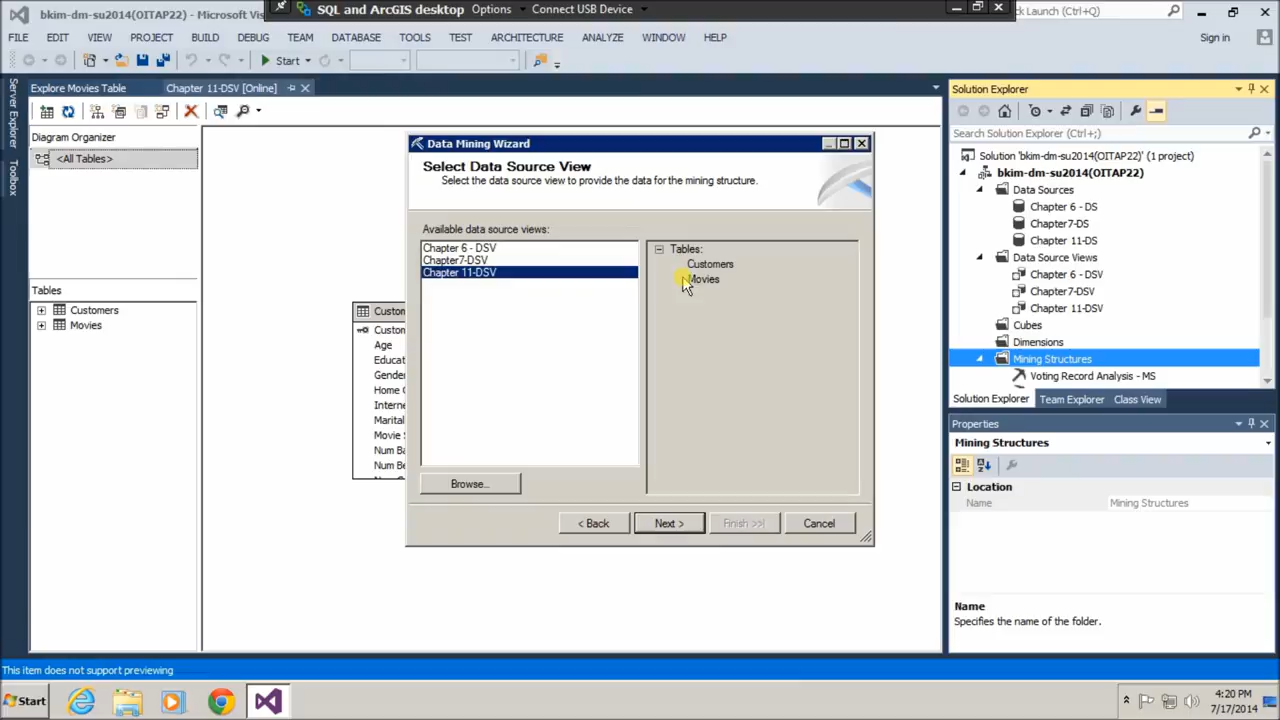 bkim-dm-su2014(OITAP22) - Microsoft Vis
SQL and ArcGIS desktop Options Connect USB Device
Launch (Ctrl+Q)
FILE EDIT VIEW PROJECT BUILD DEBUG TEAM DATABASE TOOLS TEST ARCHITECTURE ANALYZE WINDOW HELP
Sign in
Start
Explore Movies Table
Chapter 11-DSV [Online]
Server Explorer
Toolbox
Diagram Organizer
<All Tables>
Tables
Customers
Movies
Custom
Custom
Age
Educat
Gender
Home O
Interne
Marital
Movie S
Num Ba
Num Be
Data Mining Wizard
Select Data Source View
Select the data source view to provide the data for the mining structure.
Available data source views:
Chapter 6 - DSV
Chapter7-DSV
Chapter 11-DSV
Tables:
Customers
Movies
Browse...
< Back
Next >
Finish >>|
Cancel
Solution Explorer
Search Solution Explorer (Ctrl+;)
Solution 'bkim-dm-su2014(OITAP22)' (1 project)
bkim-dm-su2014(OITAP22)
Data Sources
Chapter 6 - DS
Chapter7-DS
Chapter 11-DS
Data Source Views
Chapter 6 - DSV
Chapter7-DSV
Chapter 11-DSV
Cubes
Dimensions
Mining Structures
Voting Record Analysis - MS
Solution Explorer Team Explorer Class View
Properties
Mining Structures
Location
Name Mining Structures
Name
Specifies the name of the folder.
This item does not support previewing
Start
4:20 PM
7/17/2014